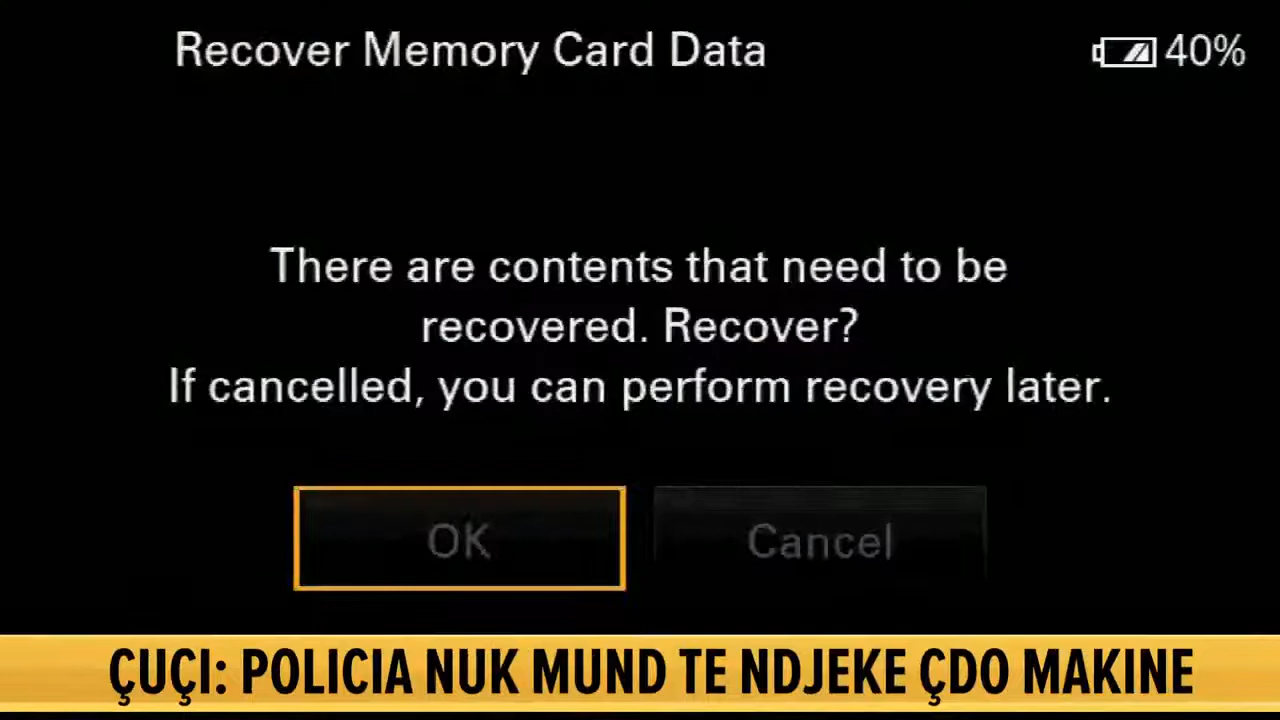 Recover Memory Card Data
40%
There are contents that need to be
recovered. Recover?
If cancelled, you can perform recovery later.
OK
Cancel
ÇUÇI: POLICIA NUK MUND TE NDJEKE ÇDO MAKINE